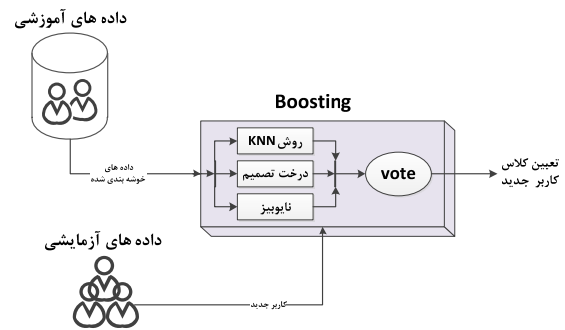 داده های آموزشی
Boosting
روش KNN
درخت تصمیم
نایوبیز
vote
داده های
خوشه بندی شده
تعیین کلاس
کاربر جدید
داده های آزمایشی
کاربر جدید